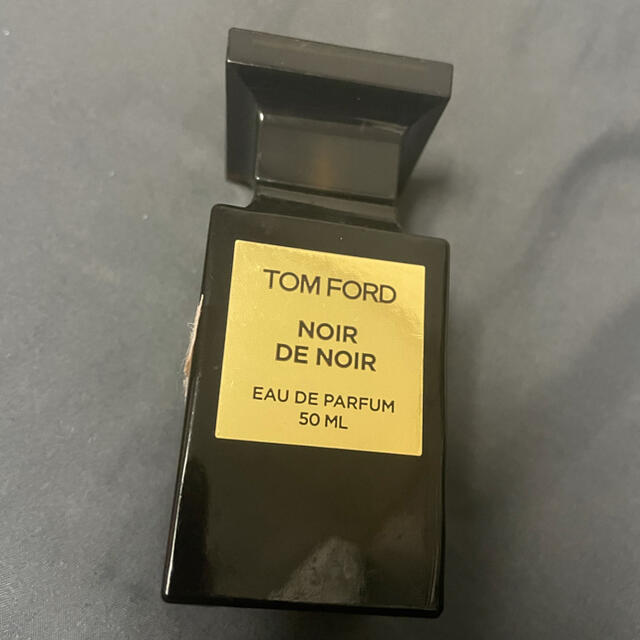 TOM FORD
NOIR
DE NOIR
EAU DE PARFUM
50 ML